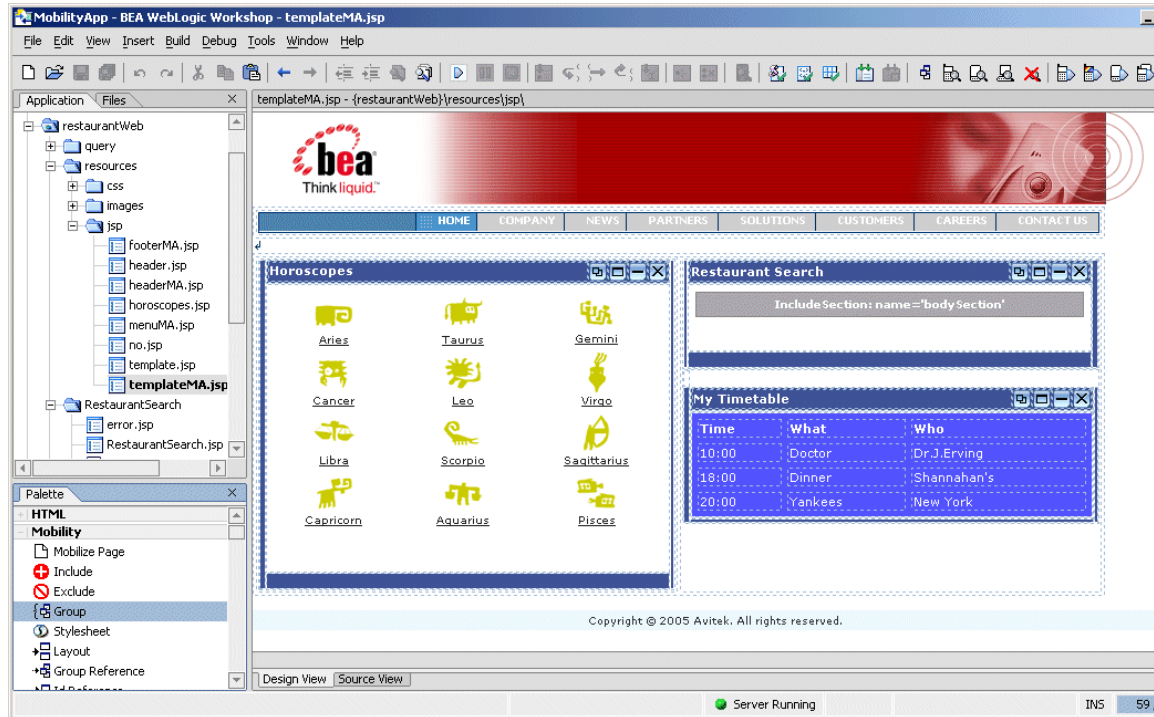 MobilityApp - BEA WebLogic Workshop - templateMA.jsp
File Edit View Insert Build Debug Tools Window Help
Application Files
restaurantWeb
query
resources
css
images
jsp
footerMA.jsp
header.jsp
headerMA.jsp
horoscopes.jsp
menuMA.jsp
no.jsp
template.jsp
templateMA.jsp
RestaurantSearch
error.jsp
RestaurantSearch.jsp
Palette
HTML
Mobility
Mobilize Page
Include
Exclude
Group
Stylesheet
Layout
Group Reference
Id Reference
templateMA.jsp - {restaurantWeb}\resources\jsp\
bea
Think liquid.™
HOME COMPANY NEWS PARTNERS SOLUTIONS CUSTOMERS CAREERS CONTACT US
Horoscopes
Aries Taurus Gemini
Cancer Leo Virgo
Libra Scorpio Sagittarius
Capricorn Aquarius Pisces
Restaurant Search
IncludeSection: name='bodySection'
My Timetable
Time What Who
10:00 Doctor Dr.J.Erving
18:00 Dinner Shannahan's
20:00 Yankees New York
Copyright © 2005 Avitek. All rights reserved.
Design View Source View
Server Running INS 59